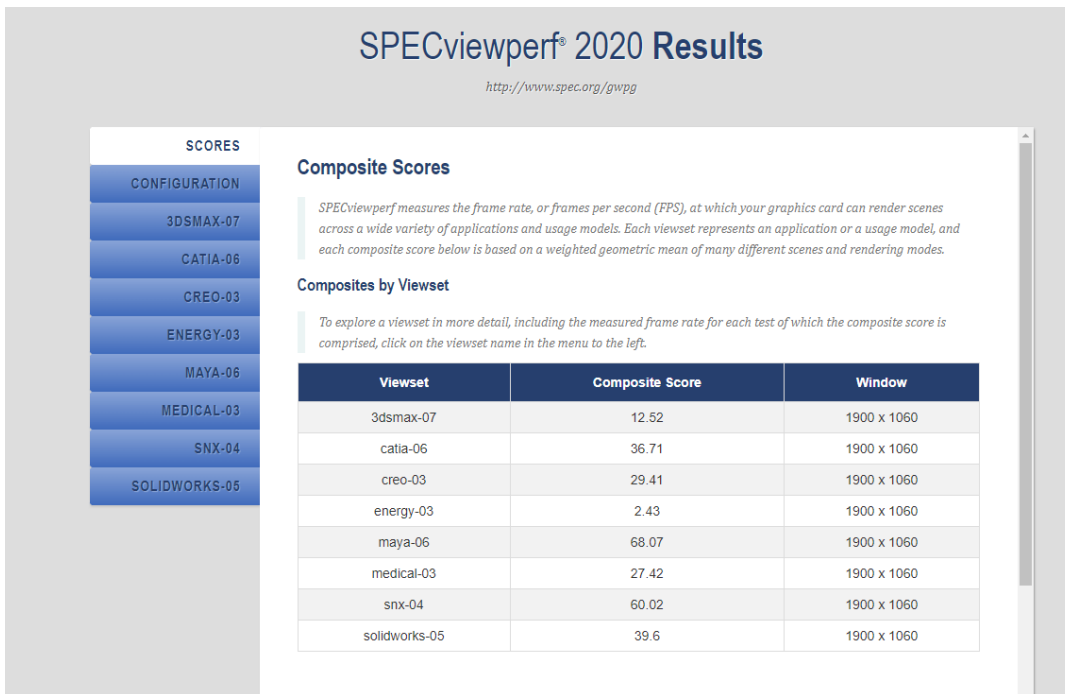 SPECviewperf® 2020 Results
http://www.spec.org/gwpg
SCORES
CONFIGURATION
3DSMAX-07
CATIA-06
CREO-03
ENERGY-03
MAYA-06
MEDICAL-03
SNX-04
SOLIDWORKS-05
Composite Scores
SPECviewperf measures the frame rate, or frames per second (FPS), at which your graphics card can render scenes
across a wide variety of applications and usage models. Each viewset represents an application or a usage model, and
each composite score below is based on a weighted geometric mean of many different scenes and rendering modes.
Composites by Viewset
To explore a viewset in more detail, including the measured frame rate for each test of which the composite score is
comprised, click on the viewset name in the menu to the left.
Viewset Composite Score Window
3dsmax-07 12.52 1900 x 1060
catia-06 36.71 1900 x 1060
creo-03 29.41 1900 x 1060
energy-03 2.43 1900 x 1060
maya-06 68.07 1900 x 1060
medical-03 27.42 1900 x 1060
snx-04 60.02 1900 x 1060
solidworks-05 39.6 1900 x 1060